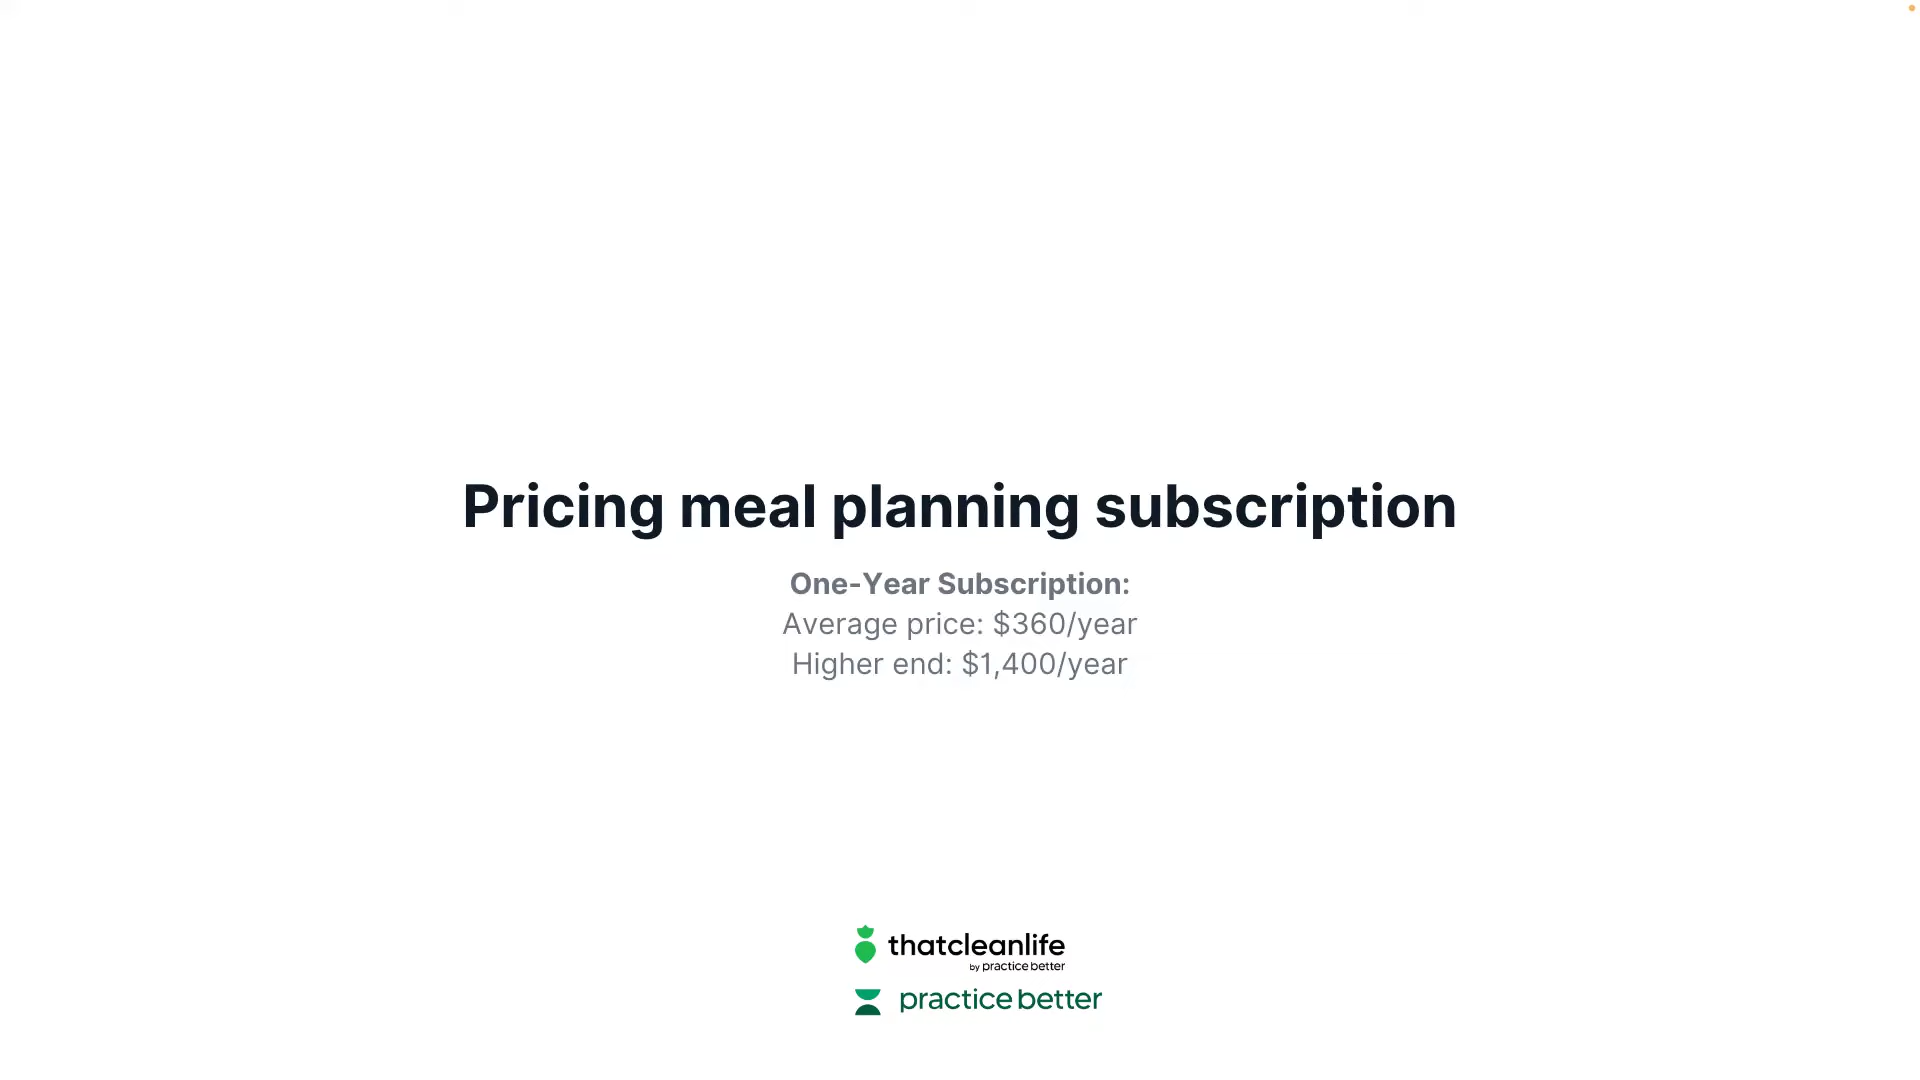 Pricing meal planning subscription
One-Year Subscription:
Average price: $360/year
Higher end: $1,400/year
thatcleanlife
by practice better
practice better